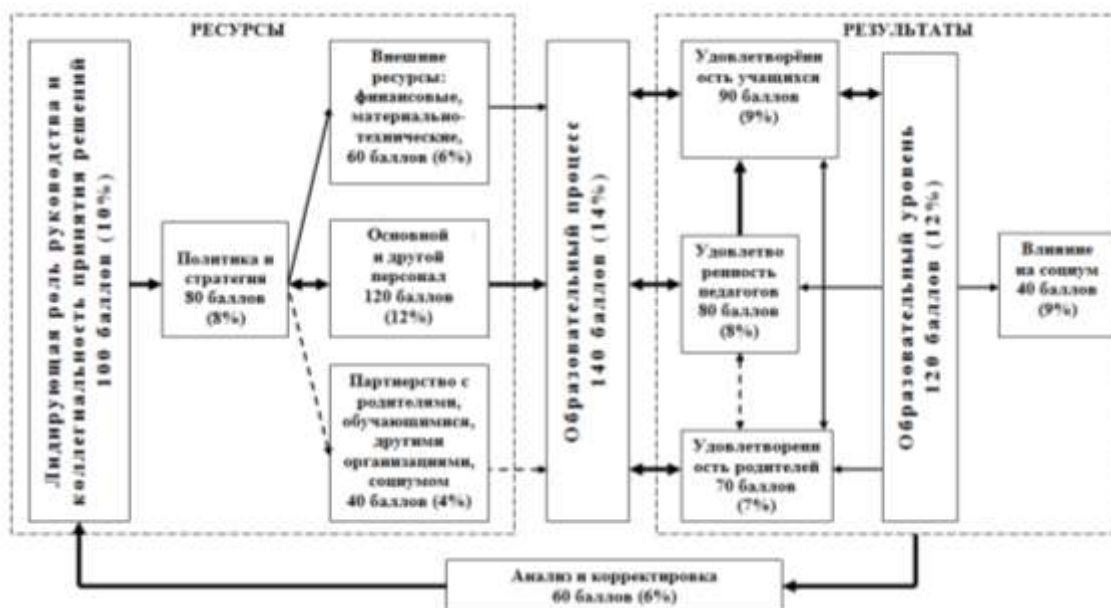 РЕСУРСЫ
Лидирующая роль руководства и
коллегиальность принятия решений
100 баллов (10%)
Политика и
стратегия
80 баллов
(8%)
Внешние
ресурсы:
финансовые,
материально-
технические,
60 баллов (6%)
Основной
и другой
персонал
120 баллов
(12%)
Партнерство с
родителями,
обучающимися,
другими
организациями,
социумом
40 баллов (4%)
Образовательный процесс
140 баллов (14%)
РЕЗУЛЬТАТЫ
Удовлетворённ
ость учащихся
90 баллов
(9%)
Удовлетво
ренность
педагогов
80 баллов
(8%)
Удовлетворенн
ость родителей
70 баллов
(7%)
Образовательный уровень
120 баллов (12%)
Влияние
на социум
40 баллов
(9%)
Анализ и корректировка
60 баллов (6%)